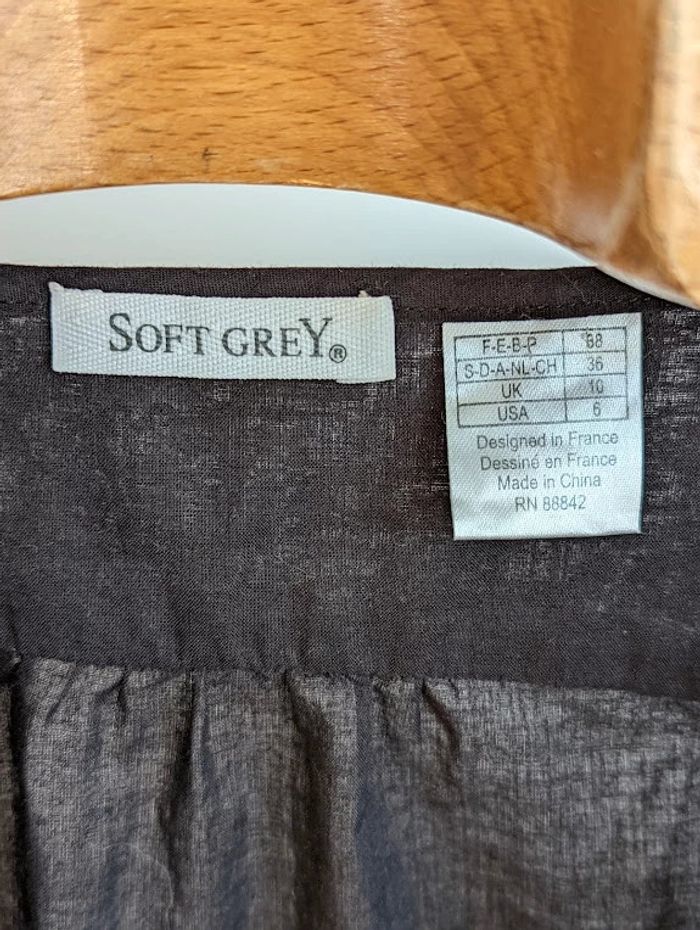 SOFT GREY®
F-E-B-P 38
S-D-A-NL-CH 36
UK 10
USA 6
Designed in France
Dessiné en France
Made in China
RN 88842